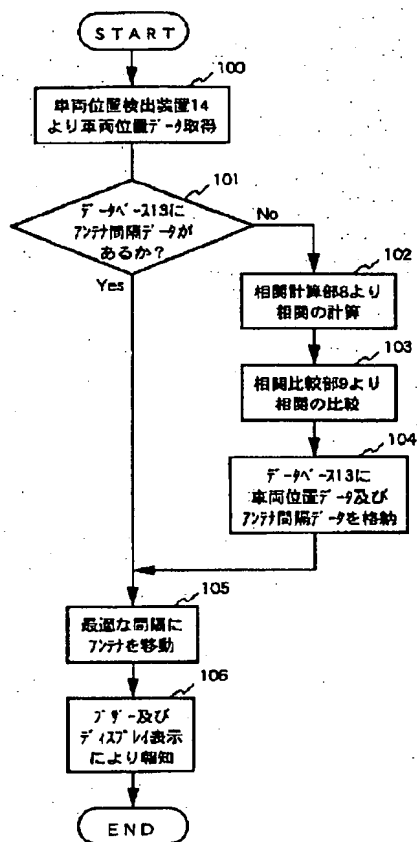 START
100
車両位置検出装置14
より車両位置データ取得
101
データベース13に
アンテナ間隔データが
あるか？
No
Yes
102
相関計算部8より
相関の計算
103
相関比較部9より
相関の比較
104
データベース13に
車両位置データ及び
アンテナ間隔データを格納
105
最適な間隔に
アンテナを移動
106
ブザー及び
ディスプレイ表示
により報知
END